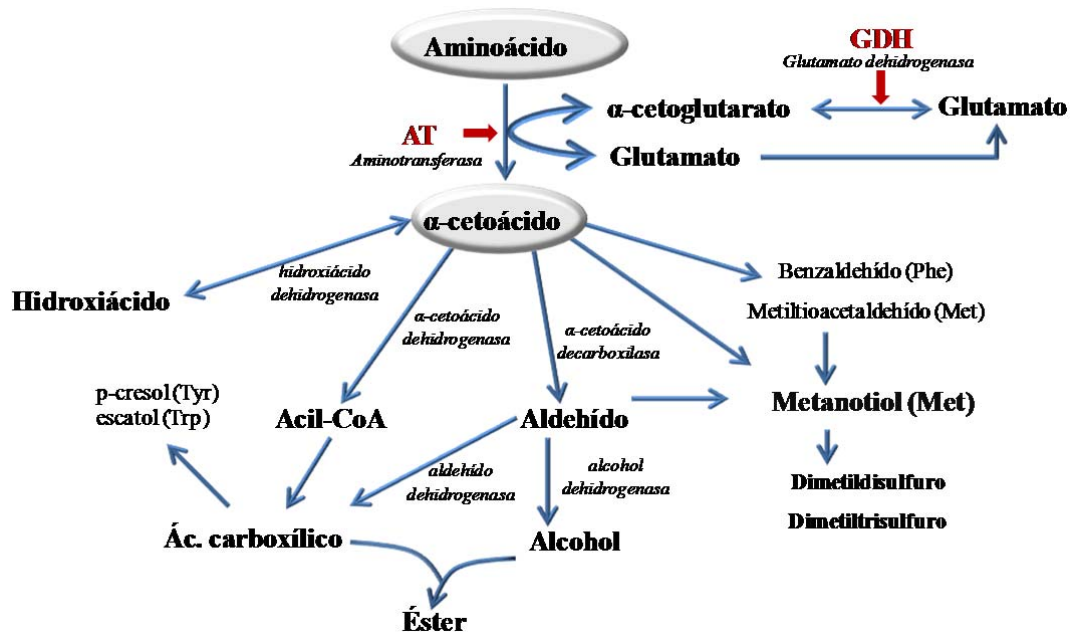 Aminoácido
GDH
Glutamato dehidrogenasa
α-cetoglutarato
Glutamato
AT
Aminotransferasa
Glutamato
α-cetoácido
hidroxiácido
dehidrogenasa
Hidroxiácido
α-cetoácido
dehidrogenasa
α-cetoácido
decarboxilasa
Benzaldehído (Phe)
Metiltioacetaldehído (Met)
p-cresol (Tyr)
escatol (Trp)
Acil-CoA
Aldehído
Metanotiol (Met)
aldehído
dehidrogenasa
alcohol
dehidrogenasa
Dimetildisulfuro
Dimetiltrisulfuro
Ác. carboxílico
Alcohol
Éster